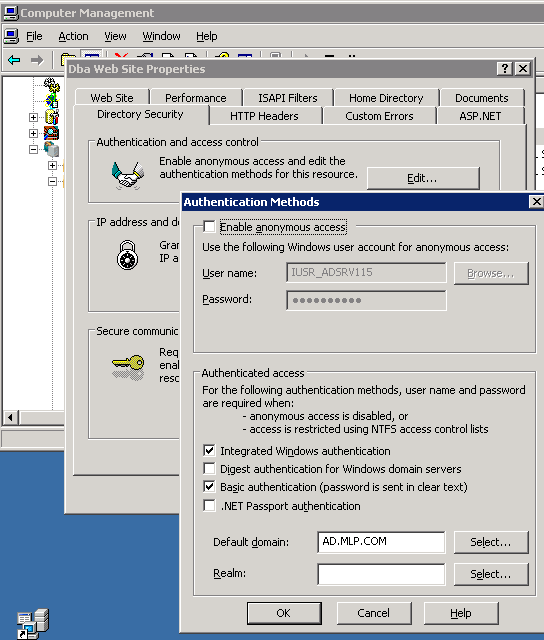 Computer Management
File Action View Window Help
Dba Web Site Properties
Web Site Performance ISAPI Filters Home Directory Documents
Directory Security HTTP Headers Custom Errors ASP.NET
Authentication and access control
Enable anonymous access and edit the
authentication methods for this resource.
Edit...
Authentication Methods
Enable anonymous access
Use the following Windows user account for anonymous access:
User name: IUSR_ADSRV115 Browse...
Password: ●●●●●●●●●●
IP address and do
Gran
IP a
Secure communic
Req
enal
reso
Authenticated access
For the following authentication methods, user name and password
are required when:
- anonymous access is disabled, or
- access is restricted using NTFS access control lists
Integrated Windows authentication
Digest authentication for Windows domain servers
Basic authentication (password is sent in clear text)
.NET Passport authentication
Default domain: AD.MLP.COM Select...
Realm: Select...
OK Cancel Help